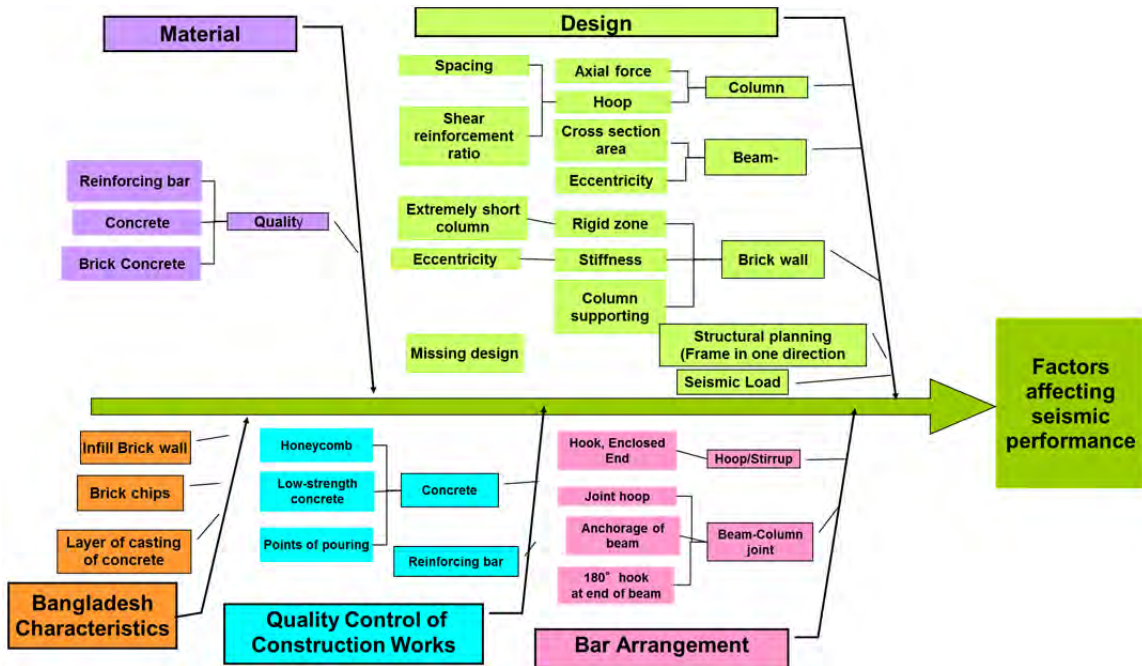 Material
Design
Spacing
Axial force
Column
Hoop
Shear
reinforcement
ratio
Cross section
area
Beam-
Eccentricity
Reinforcing bar
Concrete
Quality
Brick Concrete
Extremely short
column
Rigid zone
Eccentricity
Stiffness
Brick wall
Column
supporting
Missing design
Structural planning
(Frame in one direction
Seismic Load
Factors
affecting
seismic
performance
Infill Brick wall
Brick chips
Layer of casting
of concrete
Bangladesh
Characteristics
Honeycomb
Low-strength
concrete
Concrete
Points of pouring
Reinforcing bar
Quality Control of
Construction Works
Hook, Enclosed
End
Hoop/Stirrup
Joint hoop
Anchorage of
beam
Beam-Column
joint
180° hook
at end of beam
Bar Arrangement